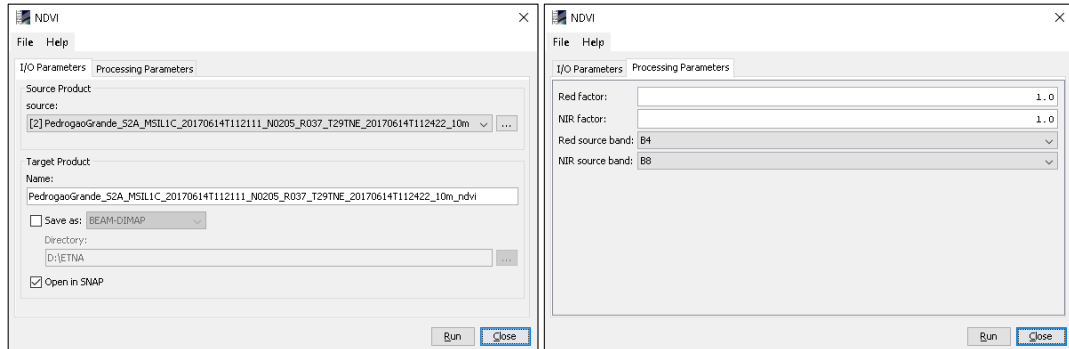 NDVI
File Help
I/O Parameters Processing Parameters
Source Product
source:
[2] PedrogaoGrande_S2A_MSIL1C_20170614T112111_N0205_R037_T29TNE_20170614T112422_10m ...
Target Product
Name:
PedrogaoGrande_S2A_MSIL1C_20170614T112111_N0205_R037_T29TNE_20170614T112422_10m_ndvi
Save as: BEAM-DIMAP
Directory:
D:\ETNA ...
Open in SNAP
Run Close
NDVI
File Help
I/O Parameters Processing Parameters
Red factor: 1.0
NIR factor: 1.0
Red source band: B4
NIR source band: B8
Run Close